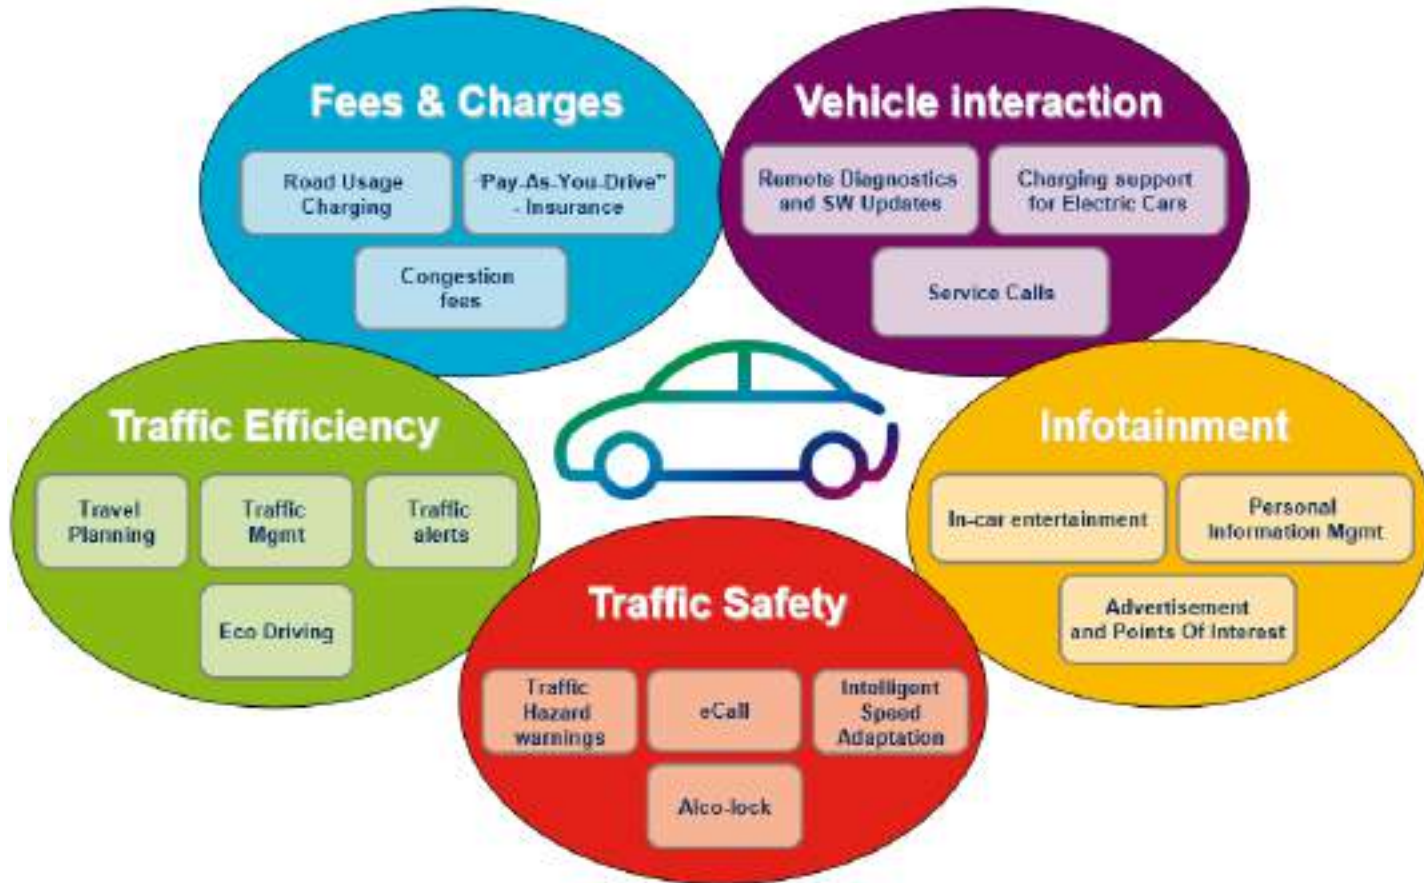 Fees & Charges
Road Usage
Charging
"Pay-As-You-Drive"
- Insurance
Congestion
fees
Vehicle interaction
Remote Diagnostics
and SW Updates
Charging support
for Electric Cars
Service Calls
Traffic Efficiency
Travel
Planning
Traffic
Mgmt
Traffic
alerts
Eco Driving
Infotainment
In-car entertainment
Personal
Information Mgmt
Advertisement
and Points Of Interest
Traffic Safety
Traffic
Hazard
warnings
eCall
Intelligent
Speed
Adaptation
Alco-lock